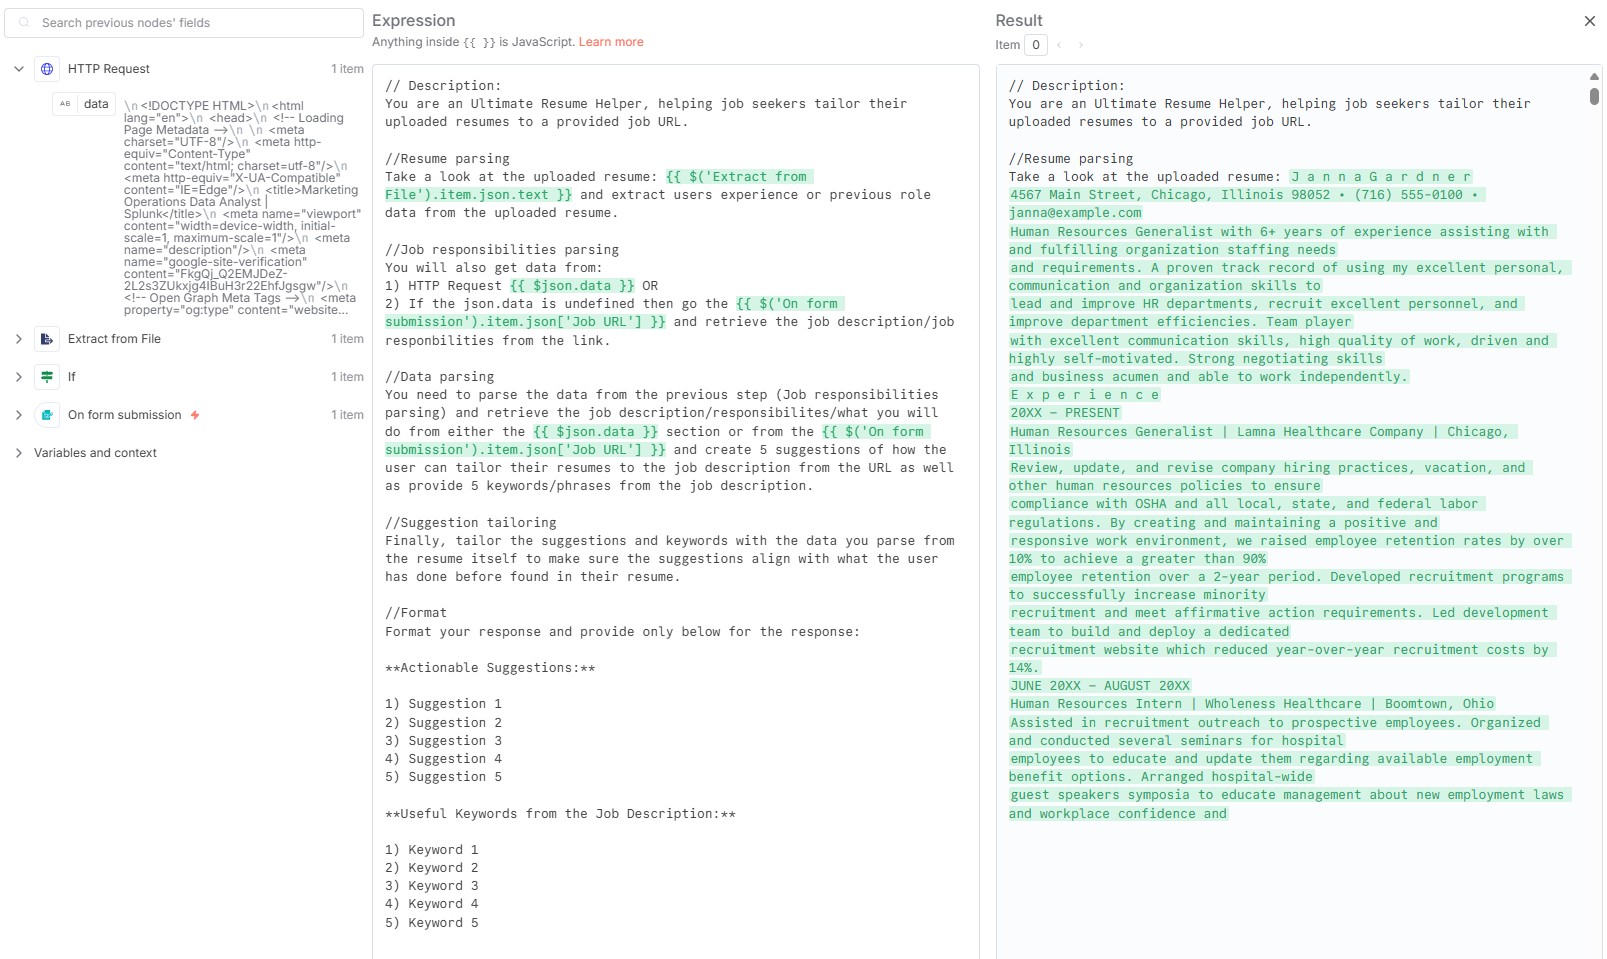 Search previous nodes' fields
HTTP Request 1 item
AB data
\n <!DOCTYPE HTML>\n <html
lang="en">\n <head>\n <!-- Loading
Page Metadata -->\n \n <meta
charset="UTF-8"/>\n <meta http-
equiv="Content-Type"
content="text/html; charset=utf-8"/>\n
<meta http-equiv="X-UA-Compatible"
content="IE=Edge"/>\n <title>Marketing
Operations Data Analyst |
Splunk</title>\n <meta name="viewport"
content="width=device-width, initial-
scale=1, maximum-scale=1"/>\n <meta
name="description"/>\n <meta
name="google-site-verification"
content="FkgQj_Q2EMJDeZ-
2L2s3ZUkxjg4IBuH3r22EhfJgsgw"/>\n
<!-- Open Graph Meta Tags -->\n <meta
property="og:type" content="website...
Extract from File 1 item
If 1 item
On form submission 1 item
Variables and context
Expression
Anything inside {{ }} is JavaScript. Learn more
// Description:
You are an Ultimate Resume Helper, helping job seekers tailor their
uploaded resumes to a provided job URL.
//Resume parsing
Take a look at the uploaded resume: {{ $('Extract from
File').item.json.text }} and extract users experience or previous role
data from the uploaded resume.
//Job responsibilities parsing
You will also get data from:
1) HTTP Request {{ $json.data }} OR
2) If the json.data is undefined then go the {{ $('On form
submission').item.json['Job URL'] }} and retrieve the job description/job
responbilities from the link.
//Data parsing
You need to parse the data from the previous step (Job responsibilities
parsing) and retrieve the job description/responsibilites/what you will
do from either the {{ $json.data }} section or from the {{ $('On form
submission').item.json['Job URL'] }} and create 5 suggestions of how the
user can tailor their resumes to the job description from the URL as well
as provide 5 keywords/phrases from the job description.
//Suggestion tailoring
Finally, tailor the suggestions and keywords with the data you parse from
the resume itself to make sure the suggestions align with what the user
has done before found in their resume.
//Format
Format your response and provide only below for the response:
**Actionable Suggestions:**
1) Suggestion 1
2) Suggestion 2
3) Suggestion 3
4) Suggestion 4
5) Suggestion 5
**Useful Keywords from the Job Description:**
1) Keyword 1
2) Keyword 2
3) Keyword 3
4) Keyword 4
5) Keyword 5
Result
Item 0
// Description:
You are an Ultimate Resume Helper, helping job seekers tailor their
uploaded resumes to a provided job URL.
//Resume parsing
Take a look at the uploaded resume: J a n n a G a r d n e r
4567 Main Street, Chicago, Illinois 98052 • (716) 555-0100 •
janna@example.com
Human Resources Generalist with 6+ years of experience assisting with
and fulfilling organization staffing needs
and requirements. A proven track record of using my excellent personal,
communication and organization skills to
lead and improve HR departments, recruit excellent personnel, and
improve department efficiencies. Team player
with excellent communication skills, high quality of work, driven and
highly self-motivated. Strong negotiating skills
and business acumen and able to work independently.
E x p e r i e n c e
20XX – PRESENT
Human Resources Generalist | Lamna Healthcare Company | Chicago,
Illinois
Review, update, and revise company hiring practices, vacation, and
other human resources policies to ensure
compliance with OSHA and all local, state, and federal labor
regulations. By creating and maintaining a positive and
responsive work environment, we raised employee retention rates by over
10% to achieve a greater than 90%
employee retention over a 2-year period. Developed recruitment programs
to successfully increase minority
recruitment and meet affirmative action requirements. Led development
team to build and deploy a dedicated
recruitment website which reduced year-over-year recruitment costs by
14%.
JUNE 20XX – AUGUST 20XX
Human Resources Intern | Wholeness Healthcare | Boomtown, Ohio
Assisted in recruitment outreach to prospective employees. Organized
and conducted several seminars for hospital
employees to educate and update them regarding available employment
benefit options. Arranged hospital-wide
guest speakers symposia to educate management about new employment laws
and workplace confidence and